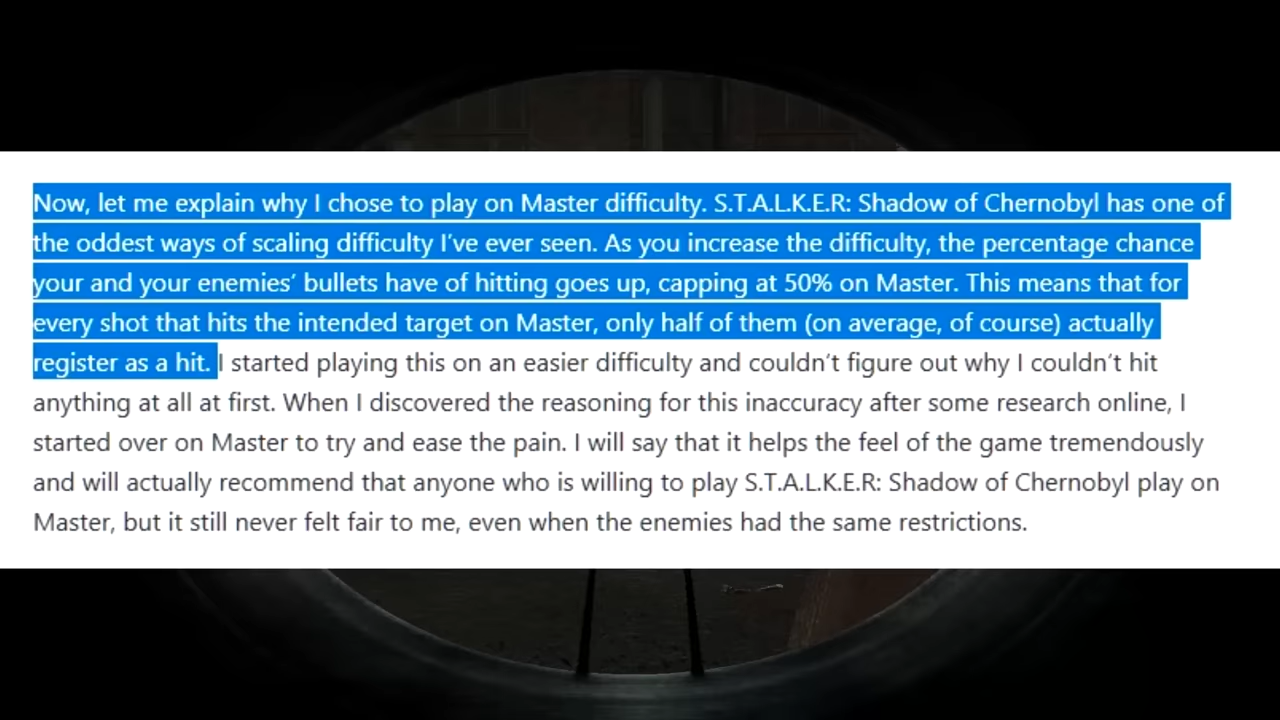 Now, let me explain why I chose to play on Master difficulty. S.T.A.L.K.E.R: Shadow of Chernobyl has one of
the oddest ways of scaling difficulty I've ever seen. As you increase the difficulty, the percentage chance
your and your enemies' bullets have of hitting goes up, capping at 50% on Master. This means that for
every shot that hits the intended target on Master, only half of them (on average, of course) actually
register as a hit. I started playing this on an easier difficulty and couldn't figure out why I couldn't hit
anything at all at first. When I discovered the reasoning for this inaccuracy after some research online, I
started over on Master to try and ease the pain. I will say that it helps the feel of the game tremendously
and will actually recommend that anyone who is willing to play S.T.A.L.K.E.R: Shadow of Chernobyl play on
Master, but it still never felt fair to me, even when the enemies had the same restrictions.